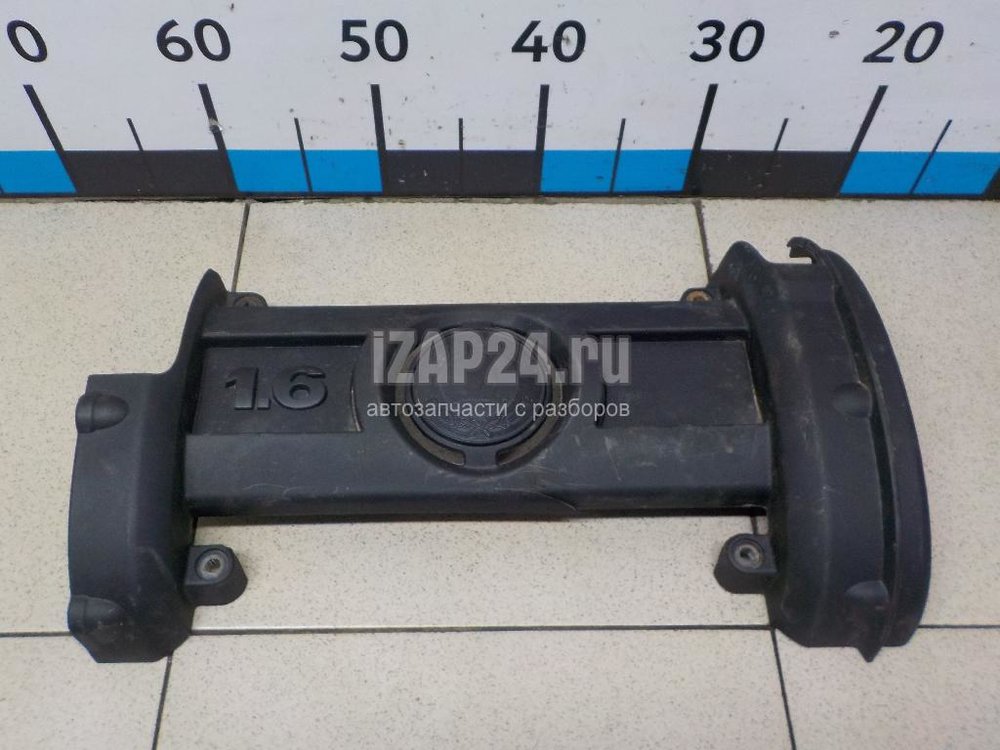 0 60 50 40 30 20
iZAP24.ru
1.6
автозапчасти с разборов